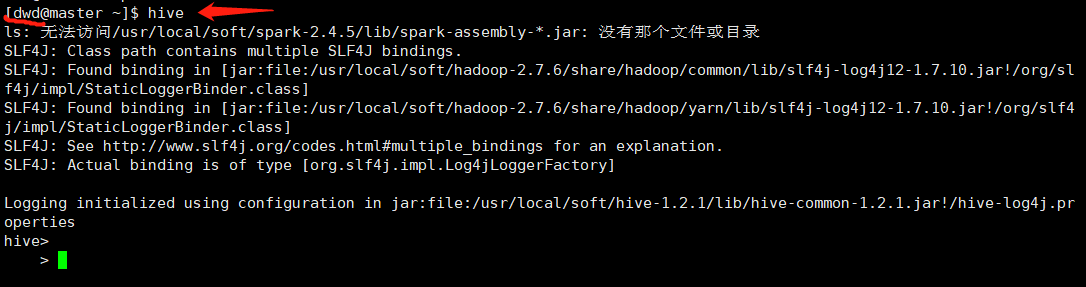 [dwd@master ~]$ hive
ls: 无法访问/usr/local/soft/spark-2.4.5/lib/spark-assembly-*.jar: 没有那个文件或目录
SLF4J: Class path contains multiple SLF4J bindings.
SLF4J: Found binding in [jar:file:/usr/local/soft/hadoop-2.7.6/share/hadoop/common/lib/slf4j-log4j12-1.7.10.jar!/org/sl
f4j/impl/StaticLoggerBinder.class]
SLF4J: Found binding in [jar:file:/usr/local/soft/hadoop-2.7.6/share/hadoop/yarn/lib/slf4j-log4j12-1.7.10.jar!/org/slf4
j/impl/StaticLoggerBinder.class]
SLF4J: See http://www.slf4j.org/codes.html#multiple_bindings for an explanation.
SLF4J: Actual binding is of type [org.slf4j.impl.Log4jLoggerFactory]
Logging initialized using configuration in jar:file:/usr/local/soft/hive-1.2.1/lib/hive-common-1.2.1.jar!/hive-log4j.pr
operties
hive>
    >